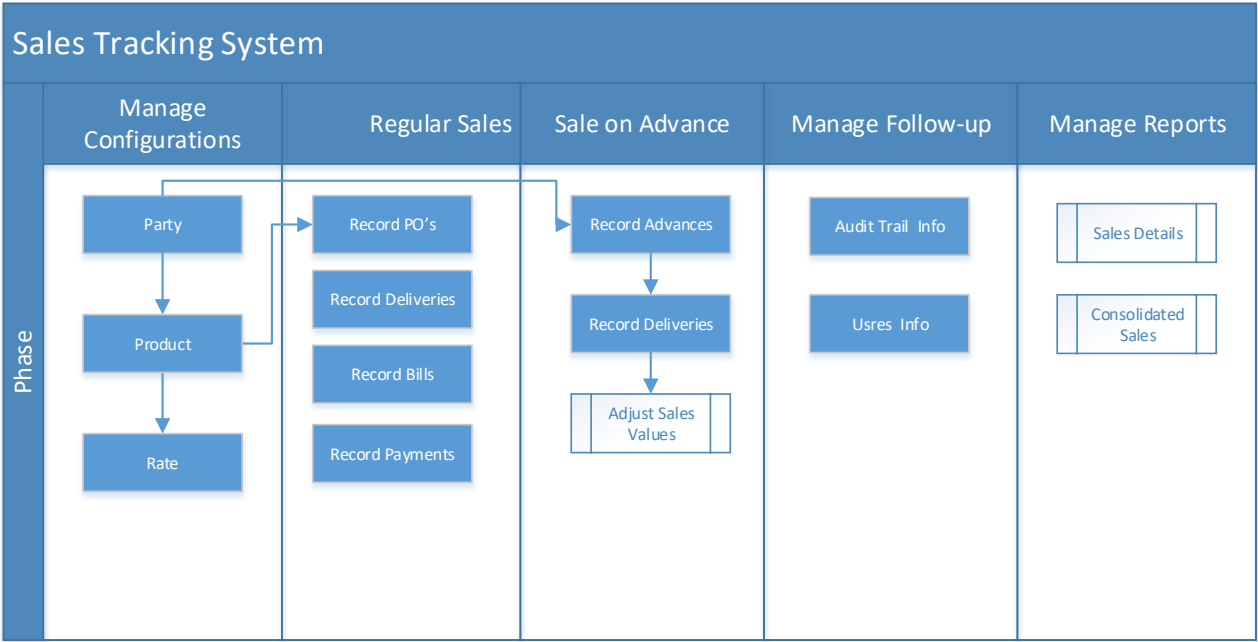 Sales Tracking System
Manage
Configurations
Regular Sales
Sale on Advance
Manage Follow-up
Manage Reports
Phase
Party
Product
Rate
Record PO's
Record Deliveries
Record Bills
Record Payments
Record Advances
Record Deliveries
Adjust Sales
Values
Audit Trail Info
Usres Info
Sales Details
Consolidated
Sales